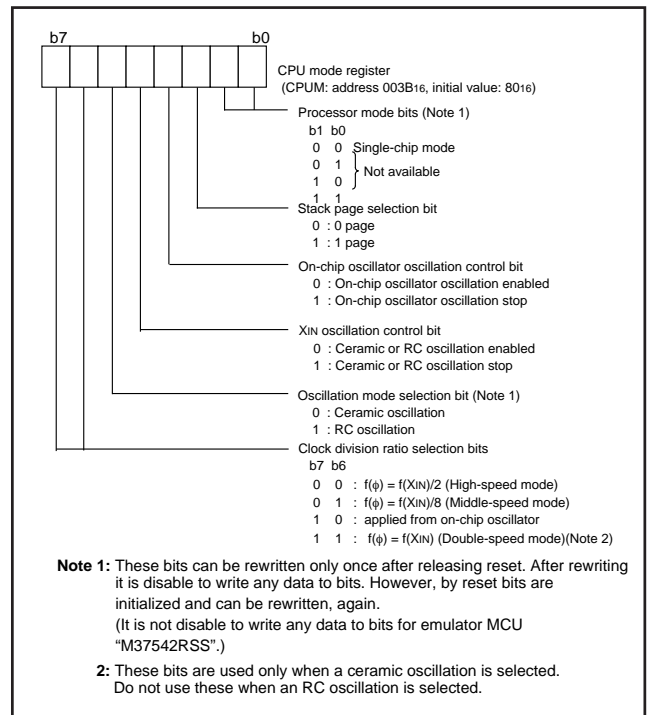 b7 b0
CPU mode register
(CPUM: address 003B16, initial value: 8016)
Processor mode bits (Note 1)
b1 b0
0 0 Single-chip mode
0 1
1 0
Not available
1 1
Stack page selection bit
0 : 0 page
1 : 1 page
On-chip oscillator oscillation control bit
0 : On-chip oscillator oscillation enabled
1 : On-chip oscillator oscillation stop
XIN oscillation control bit
0 : Ceramic or RC oscillation enabled
1 : Ceramic or RC oscillation stop
Oscillation mode selection bit (Note 1)
0 : Ceramic oscillation
1 : RC oscillation
Clock division ratio selection bits
b7 b6
0 0 : f(φ) = f(XIN)/2 (High-speed mode)
0 1 : f(φ) = f(XIN)/8 (Middle-speed mode)
1 0 : applied from on-chip oscillator
1 1 : f(φ) = f(XIN) (Double-speed mode)(Note 2)
Note 1: These bits can be rewritten only once after releasing reset. After rewriting
it is disable to write any data to bits. However, by reset bits are
initialized and can be rewritten, again.
(It is not disable to write any data to bits for emulator MCU
“M37542RSS”.)
2: These bits are used only when a ceramic oscillation is selected.
Do not use these when an RC oscillation is selected.